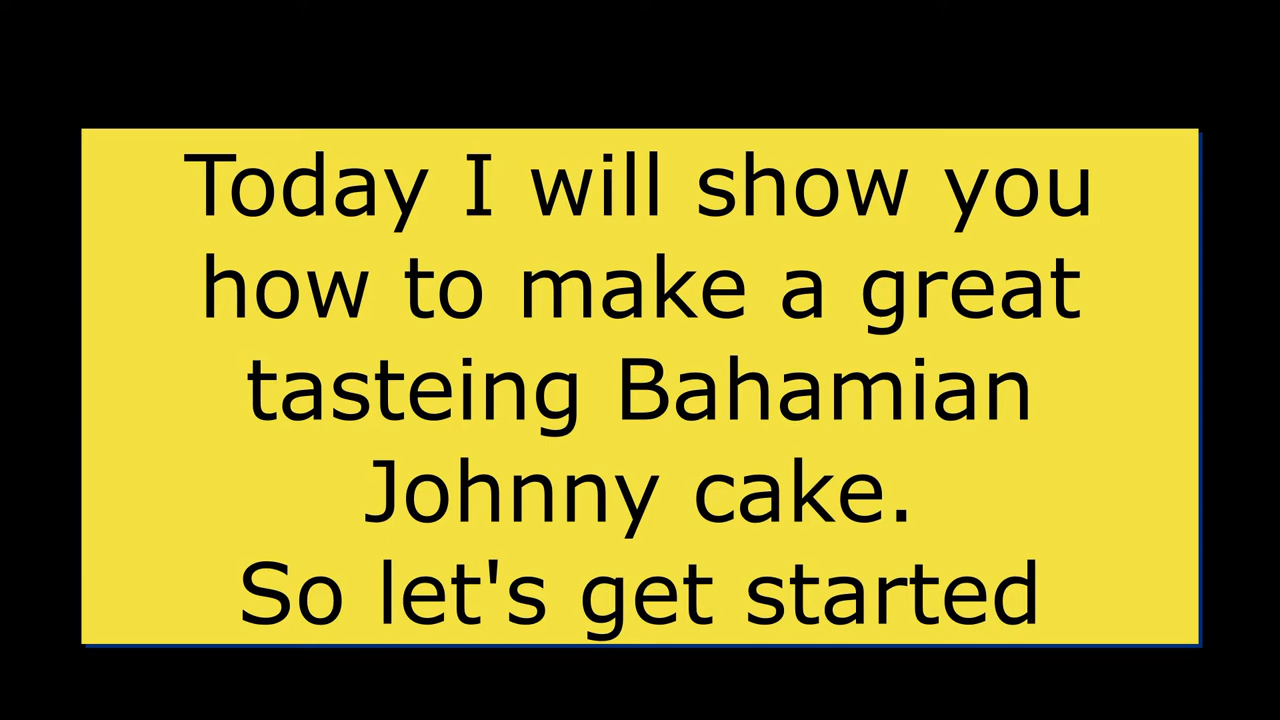 Today I will show you
how to make a great
tasteing Bahamian
Johnny cake.
So let's get started